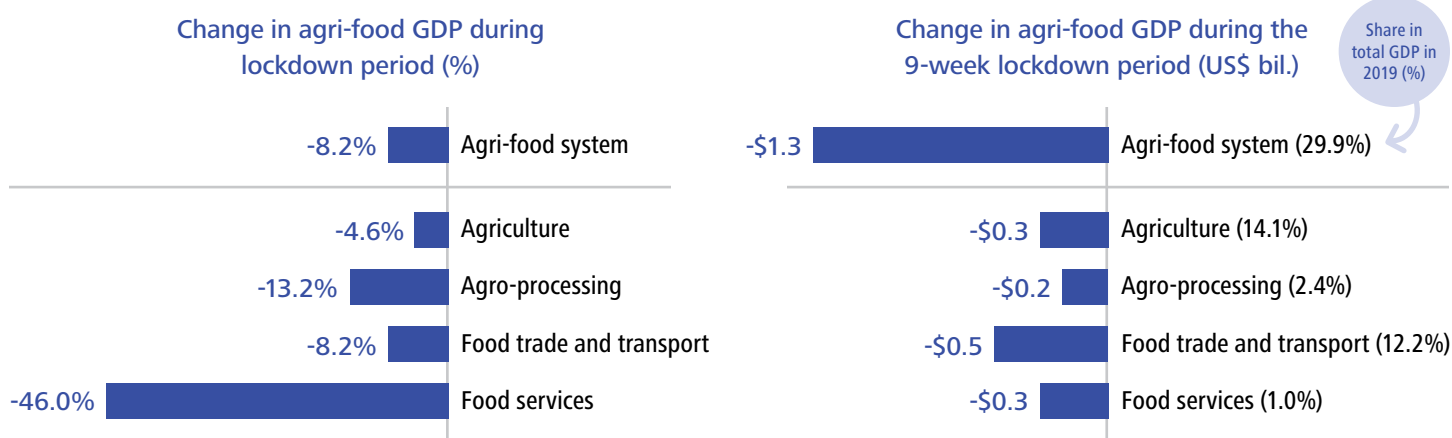 Change in agri-food GDP during
lockdown period (%)
-8.2% Agri-food system
-4.6% Agriculture
-13.2% Agro-processing
-8.2% Food trade and transport
-46.0% Food services
Change in agri-food GDP during the
9-week lockdown period (US$ bil.)
Share in
total GDP in
2019 (%)
-$1.3 Agri-food system (29.9%)
-$0.3 Agriculture (14.1%)
-$0.2 Agro-processing (2.4%)
-$0.5 Food trade and transport (12.2%)
-$0.3 Food services (1.0%)